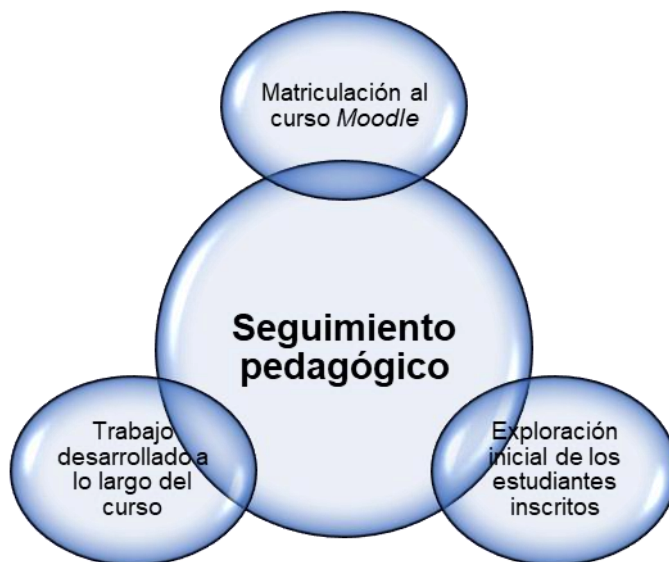 Matriculación al
curso Moodle
Seguimiento
pedagógico
Trabajo
desarrollado a
lo largo del
curso
Exploración
inicial de los
estudiantes
inscritos